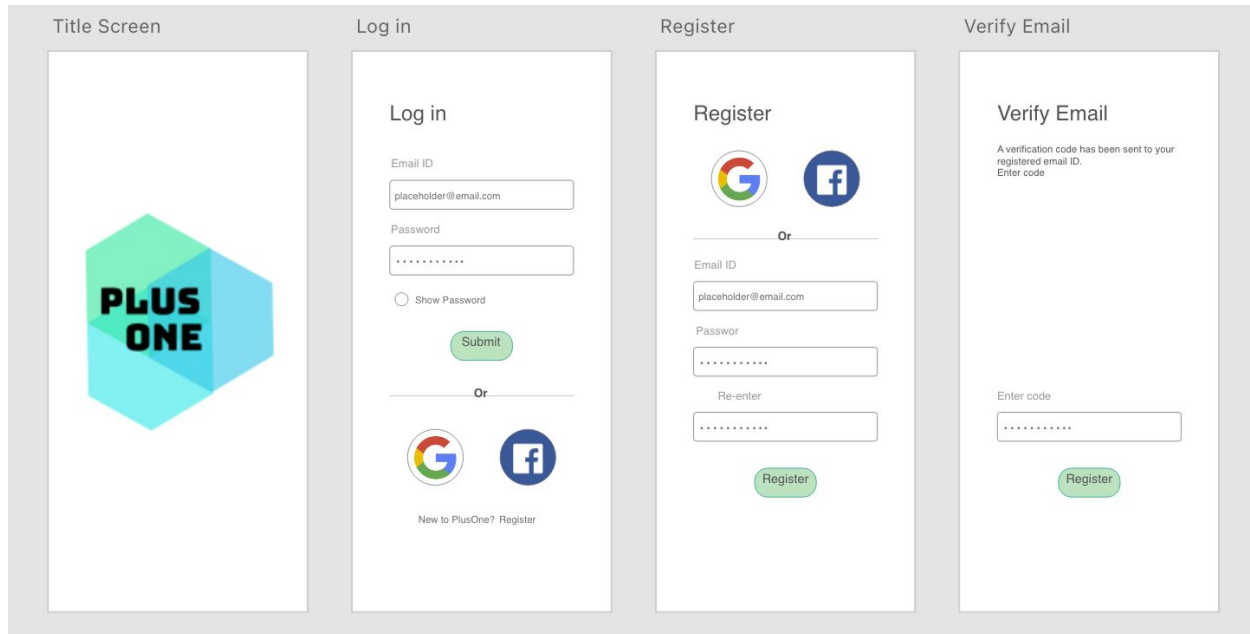 Title Screen
PLUS
ONE
Log in
Log in
Email ID
placeholder@email.com
Password
Show Password
Submit
Or
G
f
New to PlusOne? Register
Register
Register
G
f
Or
Email ID
placeholder@email.com
Passwor
Re-enter
Register
Verify Email
Verify Email
A verification code has been sent to your
registered email ID.
Enter code
Enter code
Register